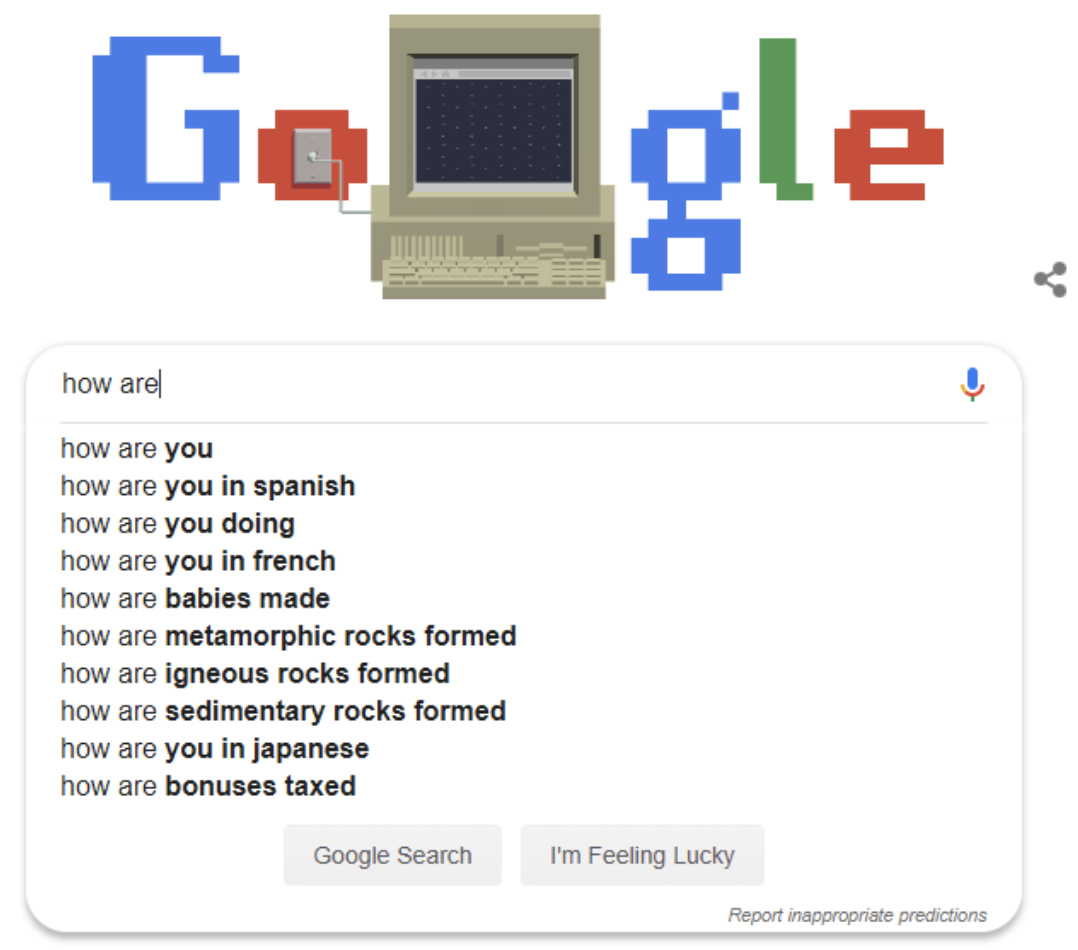 Google
how are
how are you
how are you in spanish
how are you doing
how are you in french
how are babies made
how are metamorphic rocks formed
how are igneous rocks formed
how are sedimentary rocks formed
how are you in japanese
how are bonuses taxed
Google Search I'm Feeling Lucky
Report inappropriate predictions